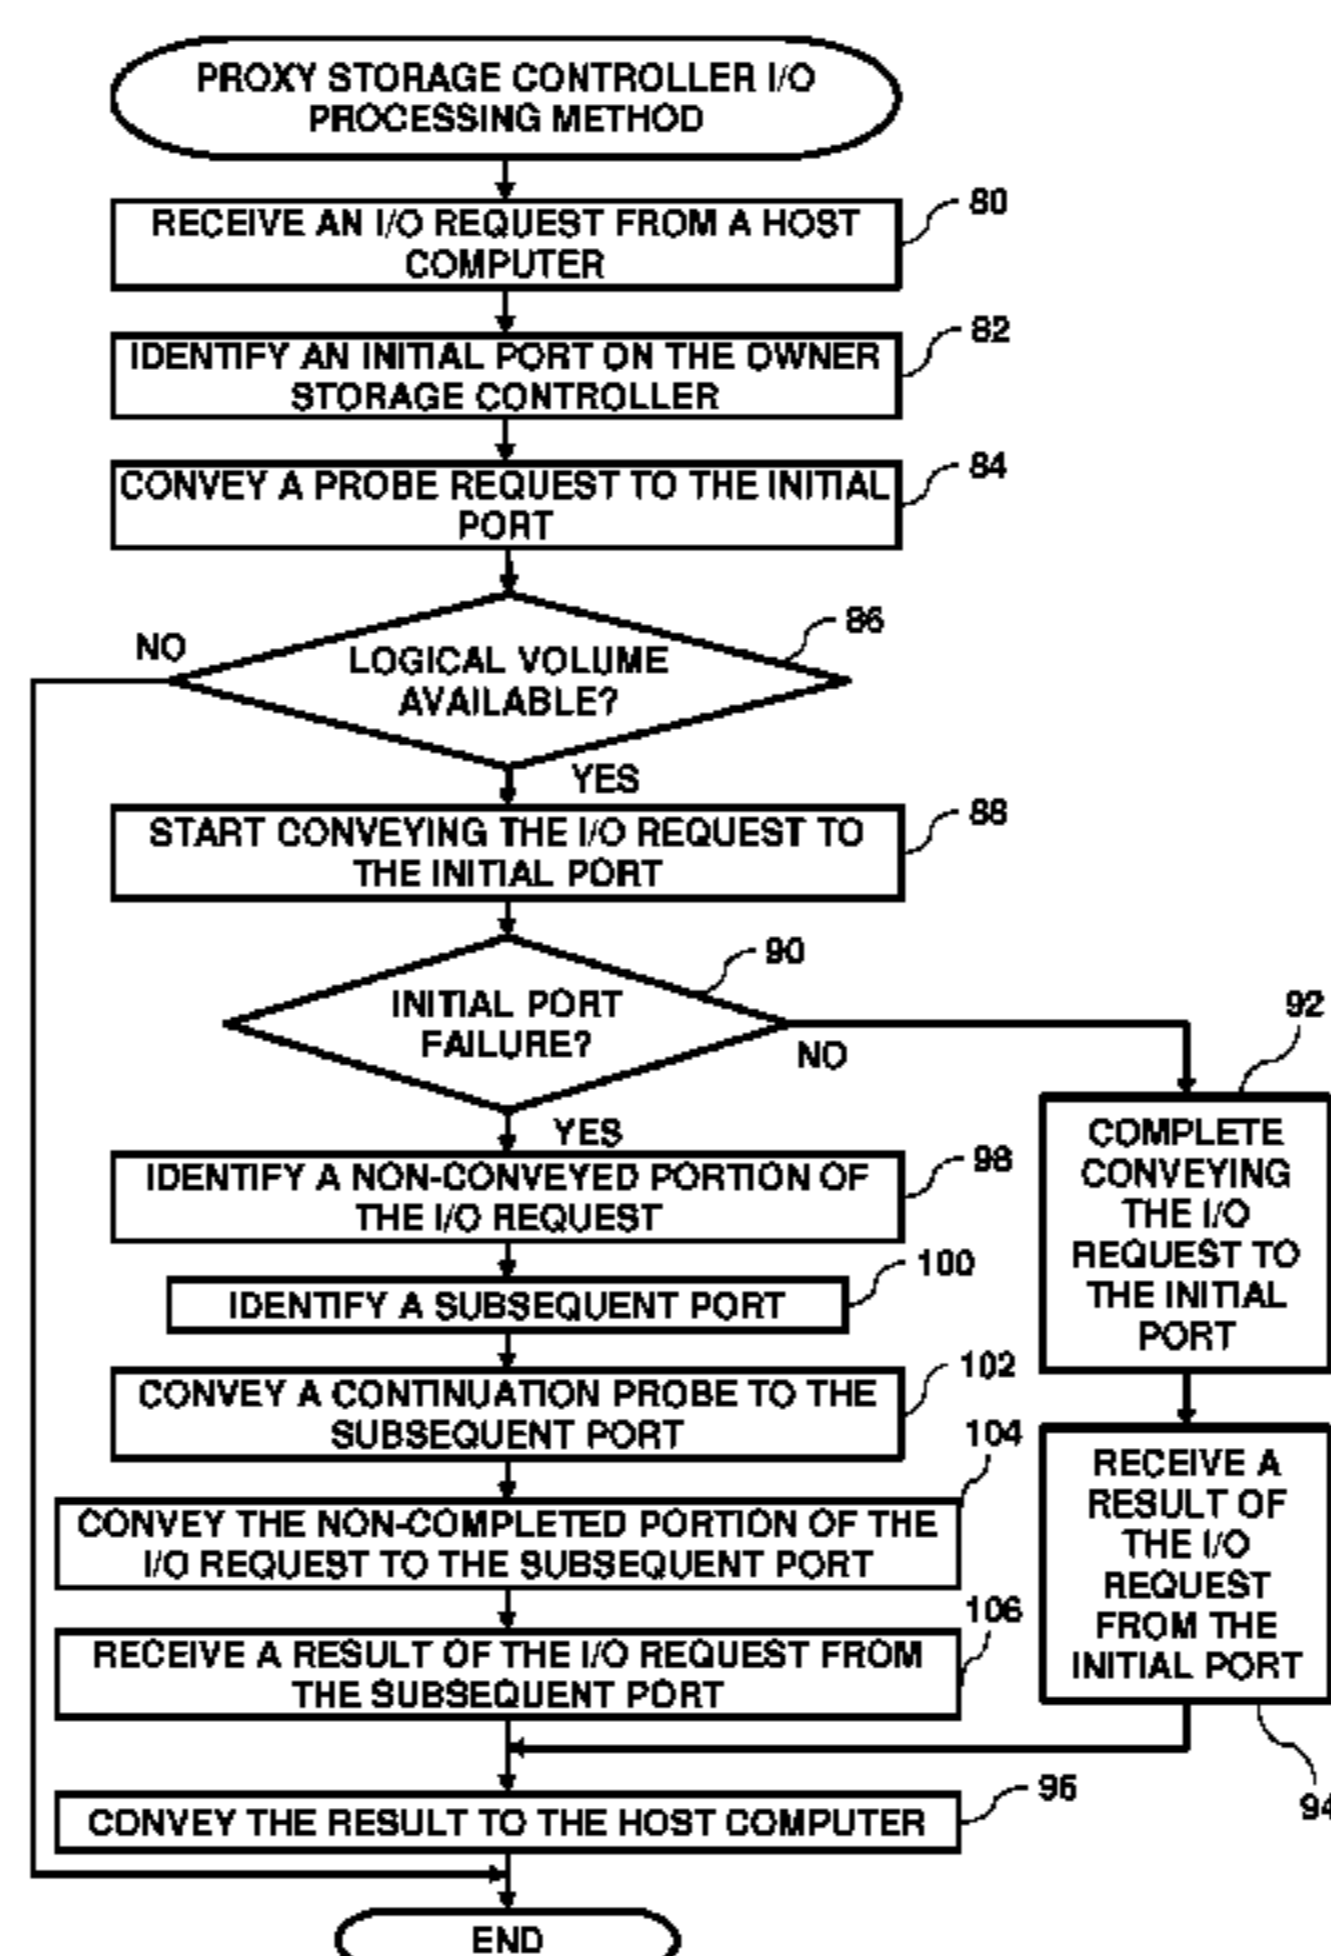 PROXY STORAGE CONTROLLER I/O
PROCESSING METHOD
80
RECEIVE AN I/O REQUEST FROM A HOST
COMPUTER
82
IDENTIFY AN INITIAL PORT ON THE OWNER
STORAGE CONTROLLER
84
CONVEY A PROBE REQUEST TO THE INITIAL
PORT
86
NO
LOGICAL VOLUME
AVAILABLE?
YES
88
START CONVEYING THE I/O REQUEST TO
THE INITIAL PORT
90
INITIAL PORT
FAILURE?
NO
YES
92
COMPLETE
CONVEYING
THE I/O
REQUEST TO
THE INITIAL
PORT
98
IDENTIFY A NON-CONVEYED PORTION OF
THE I/O REQUEST
100
IDENTIFY A SUBSEQUENT PORT
102
CONVEY A CONTINUATION PROBE TO THE
SUBSEQUENT PORT
104
CONVEY THE NON-COMPLETED PORTION OF THE
I/O REQUEST TO THE SUBSEQUENT PORT
106
RECEIVE A RESULT OF THE I/O REQUEST FROM
THE SUBSEQUENT PORT
RECEIVE A
RESULT OF
THE I/O
REQUEST
FROM THE
INITIAL PORT
94
96
CONVEY THE RESULT TO THE HOST COMPUTER
END